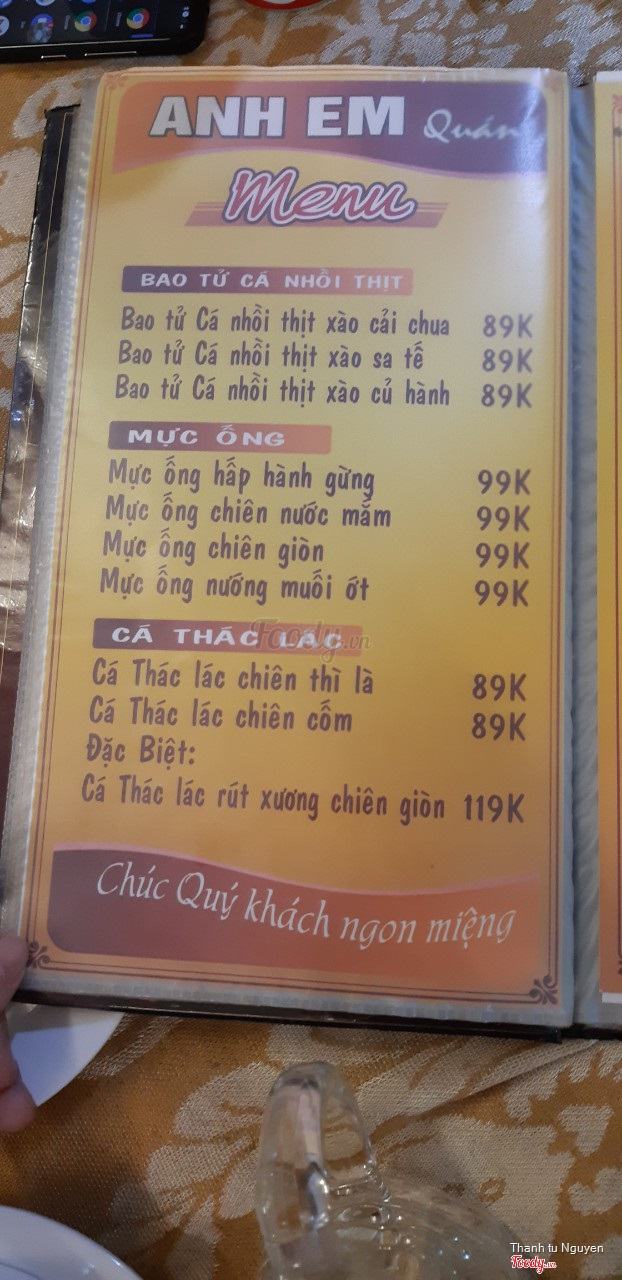 ANH EM Quán
Menu
BAO TỬ CÁ NHỒI THỊT
Bao tử Cá nhồi thịt xào cải chua 89K
Bao tử Cá nhồi thịt xào sa tế 89K
Bao tử Cá nhồi thịt xào củ hành 89K
MỰC ỐNG
Mực ống hấp hành gừng 99K
Mực ống chiên nước mắm 99K
Mực ống chiên giòn 99K
Mực ống nướng muối ớt 99K
CÁ THÁC LÁC
Foody.vn
Cá Thác lác chiên thì là 89K
Cá Thác lác chiên cốm 89K
Đặc Biệt:
Cá Thác lác rút xương chiên giòn 119K
Chúc Quý khách ngon miệng
Thanh tu Nguyen
Foody.vn